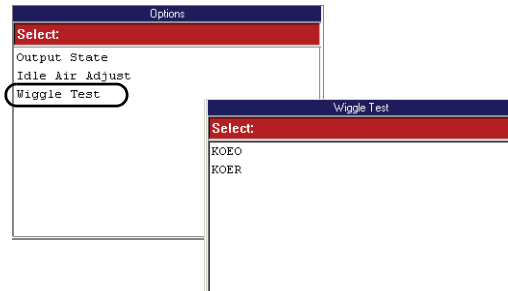 Options
Select:
Output State
Idle Air Adjust
Wiggle Test
Wiggle Test
Select:
KOEO
KOER